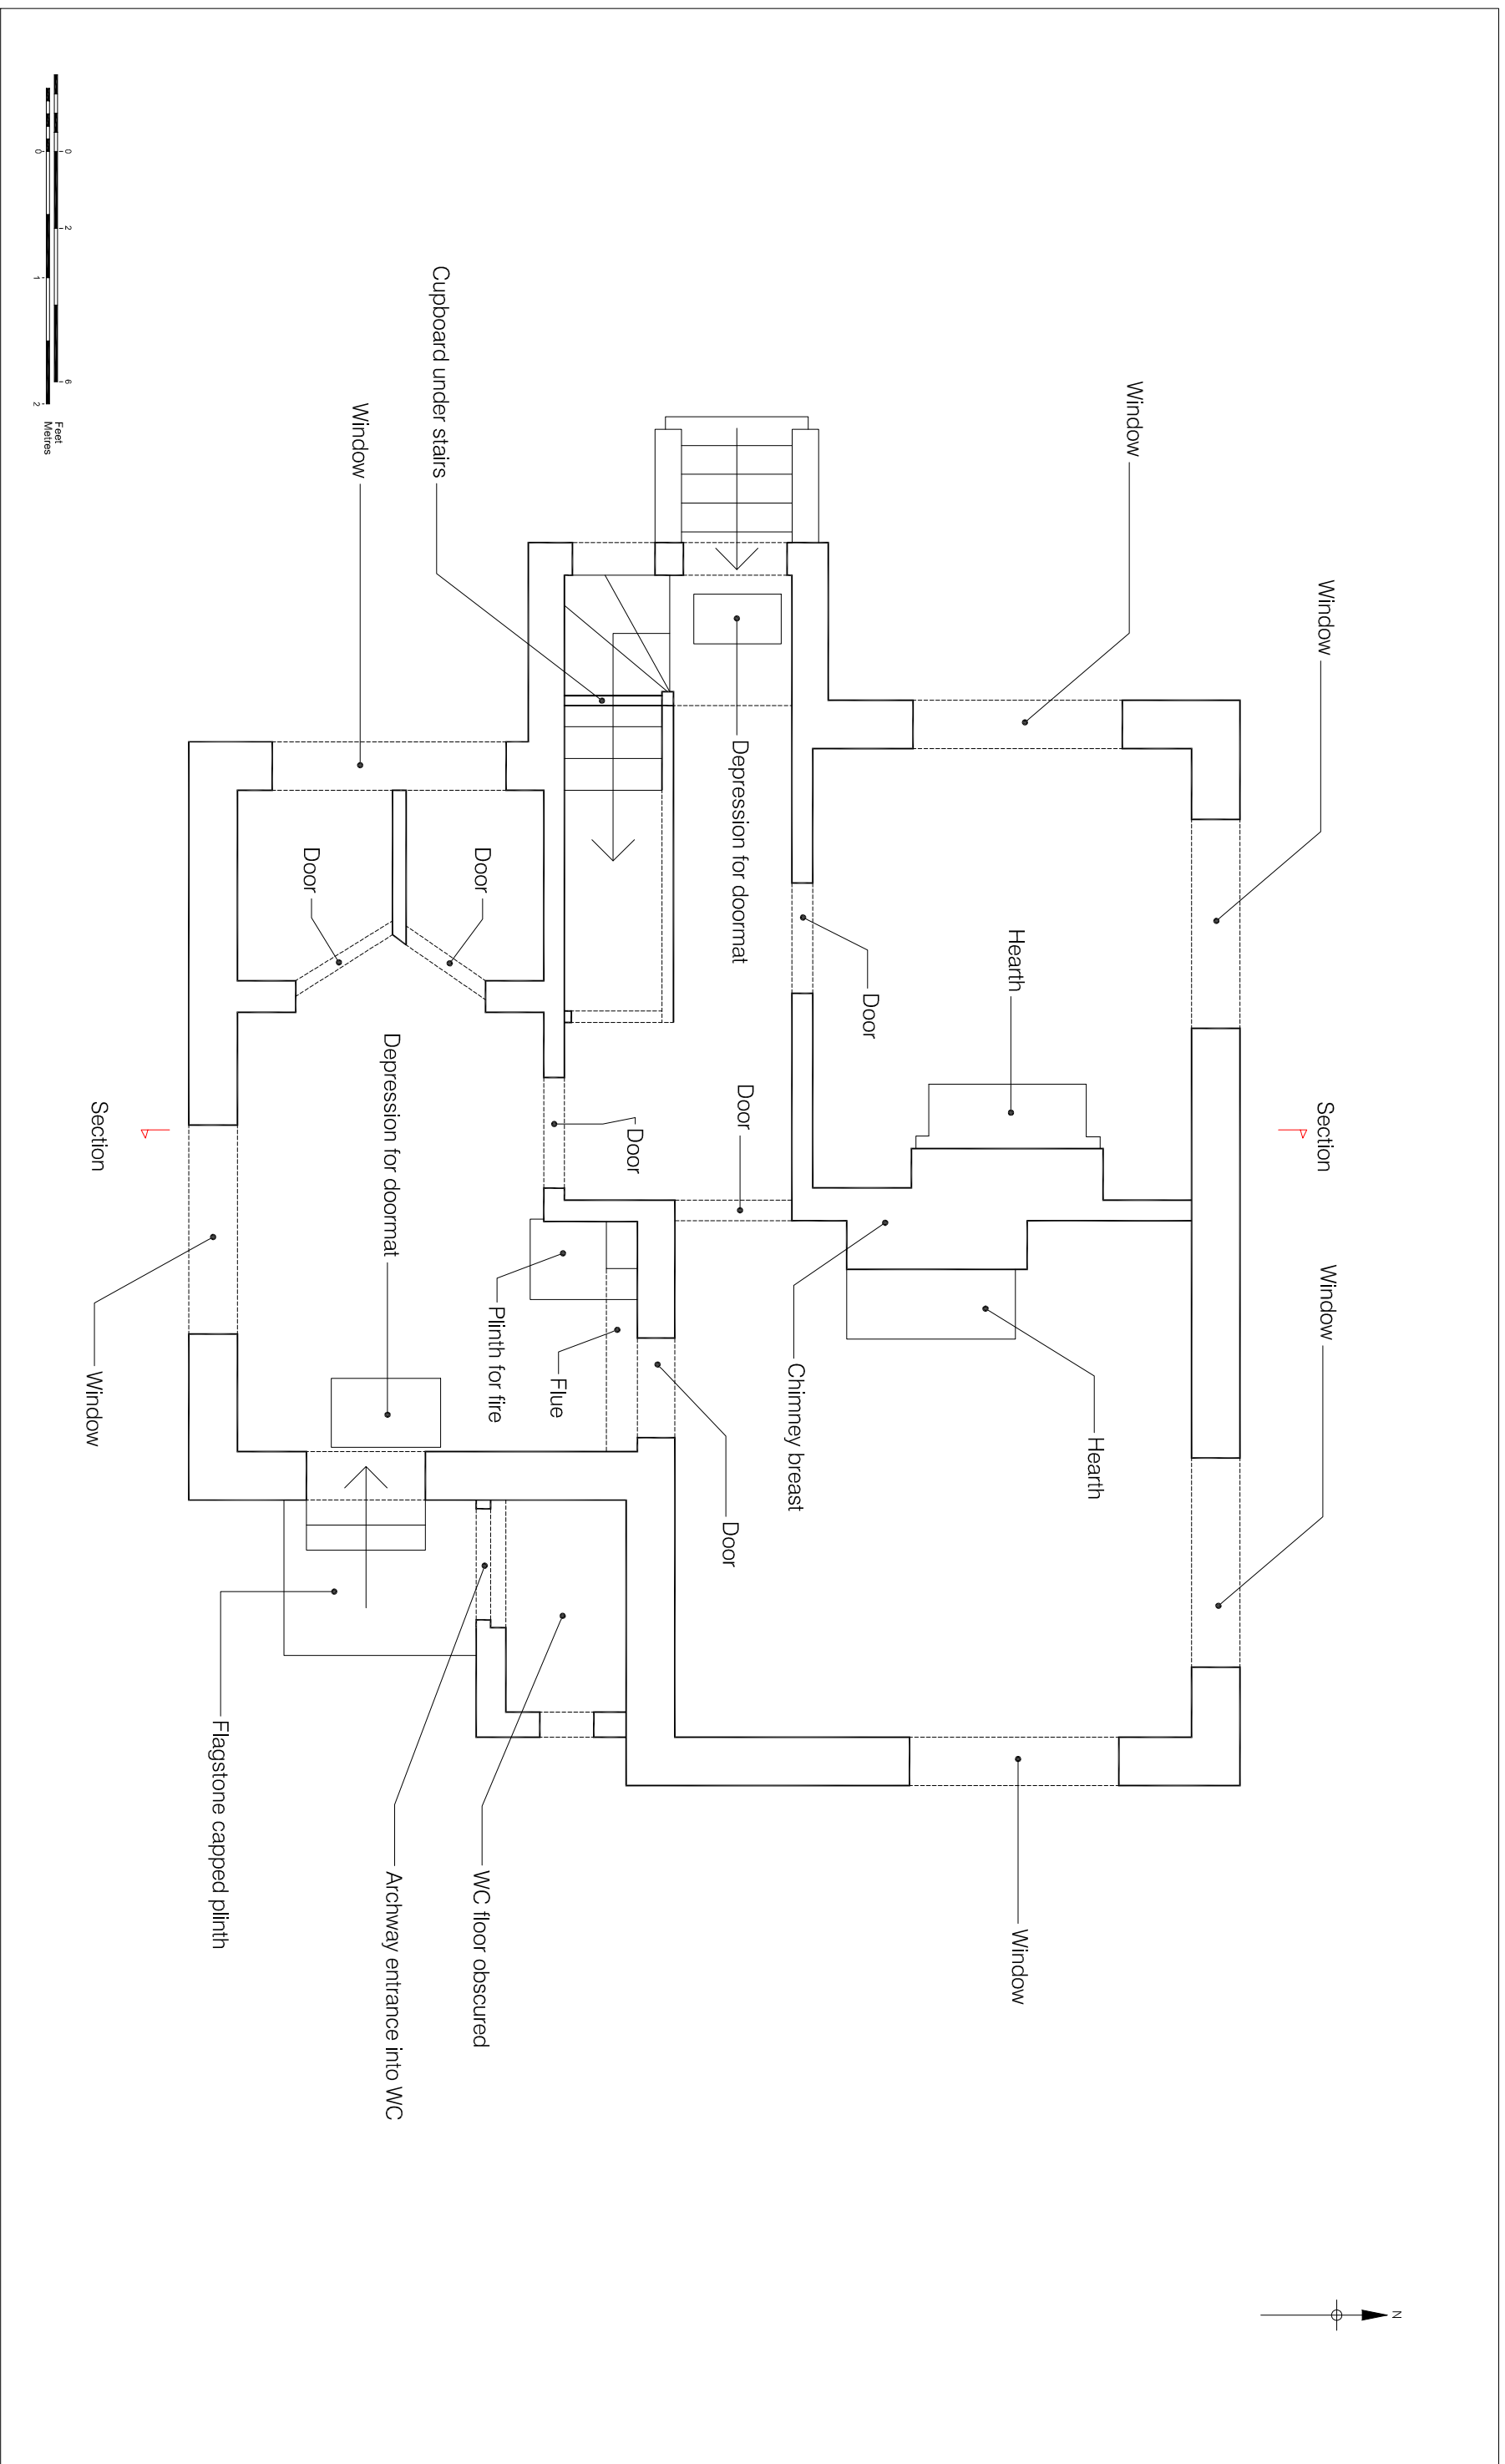 N
Window
Window
Section
Window
Window
Hearth
Door
Hearth
Chimney breast
Depression for doormat
Door
Door
Door
Cupboard under stairs
Flue
Plinth for fire
Window
Door
Door
Depression for doormat
WC floor obscured
Archway entrance into WC
Flagstone capped plinth
Section
Window
0 2 6 Feet
0 1 2 Metres